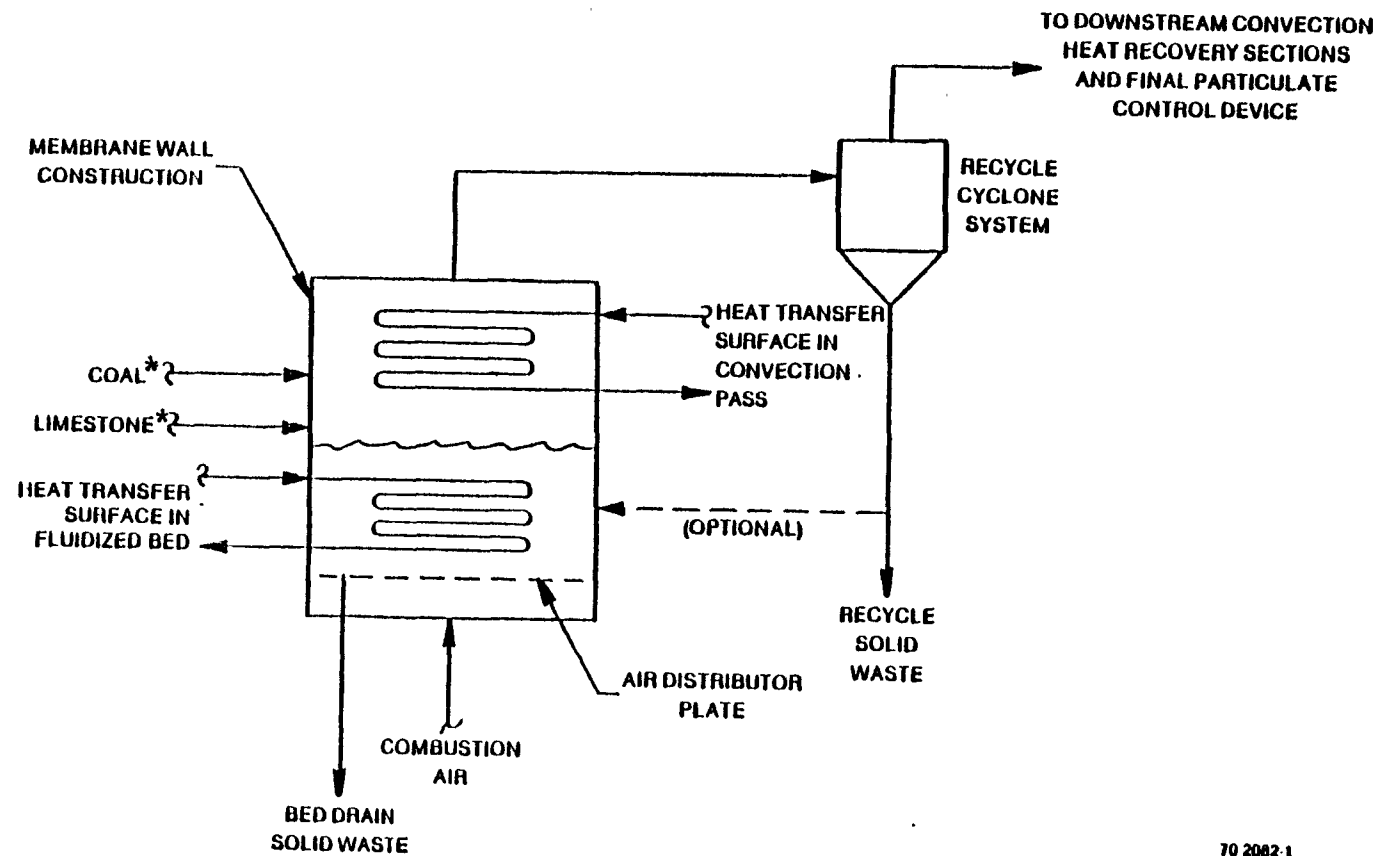 TO DOWNSTREAM CONVECTION
HEAT RECOVERY SECTIONS
AND FINAL PARTICULATE
CONTROL DEVICE
MEMBRANE WALL
CONSTRUCTION
RECYCLE
CYCLONE
SYSTEM
HEAT TRANSFER
SURFACE IN
CONVECTION
PASS
COAL*
LIMESTONE*
HEAT TRANSFER
SURFACE IN
FLUIDIZED BED
(OPTIONAL)
RECYCLE
SOLID
WASTE
AIR DISTRIBUTOR
PLATE
COMBUSTION
AIR
BED DRAIN
SOLID WASTE
70 2082-1